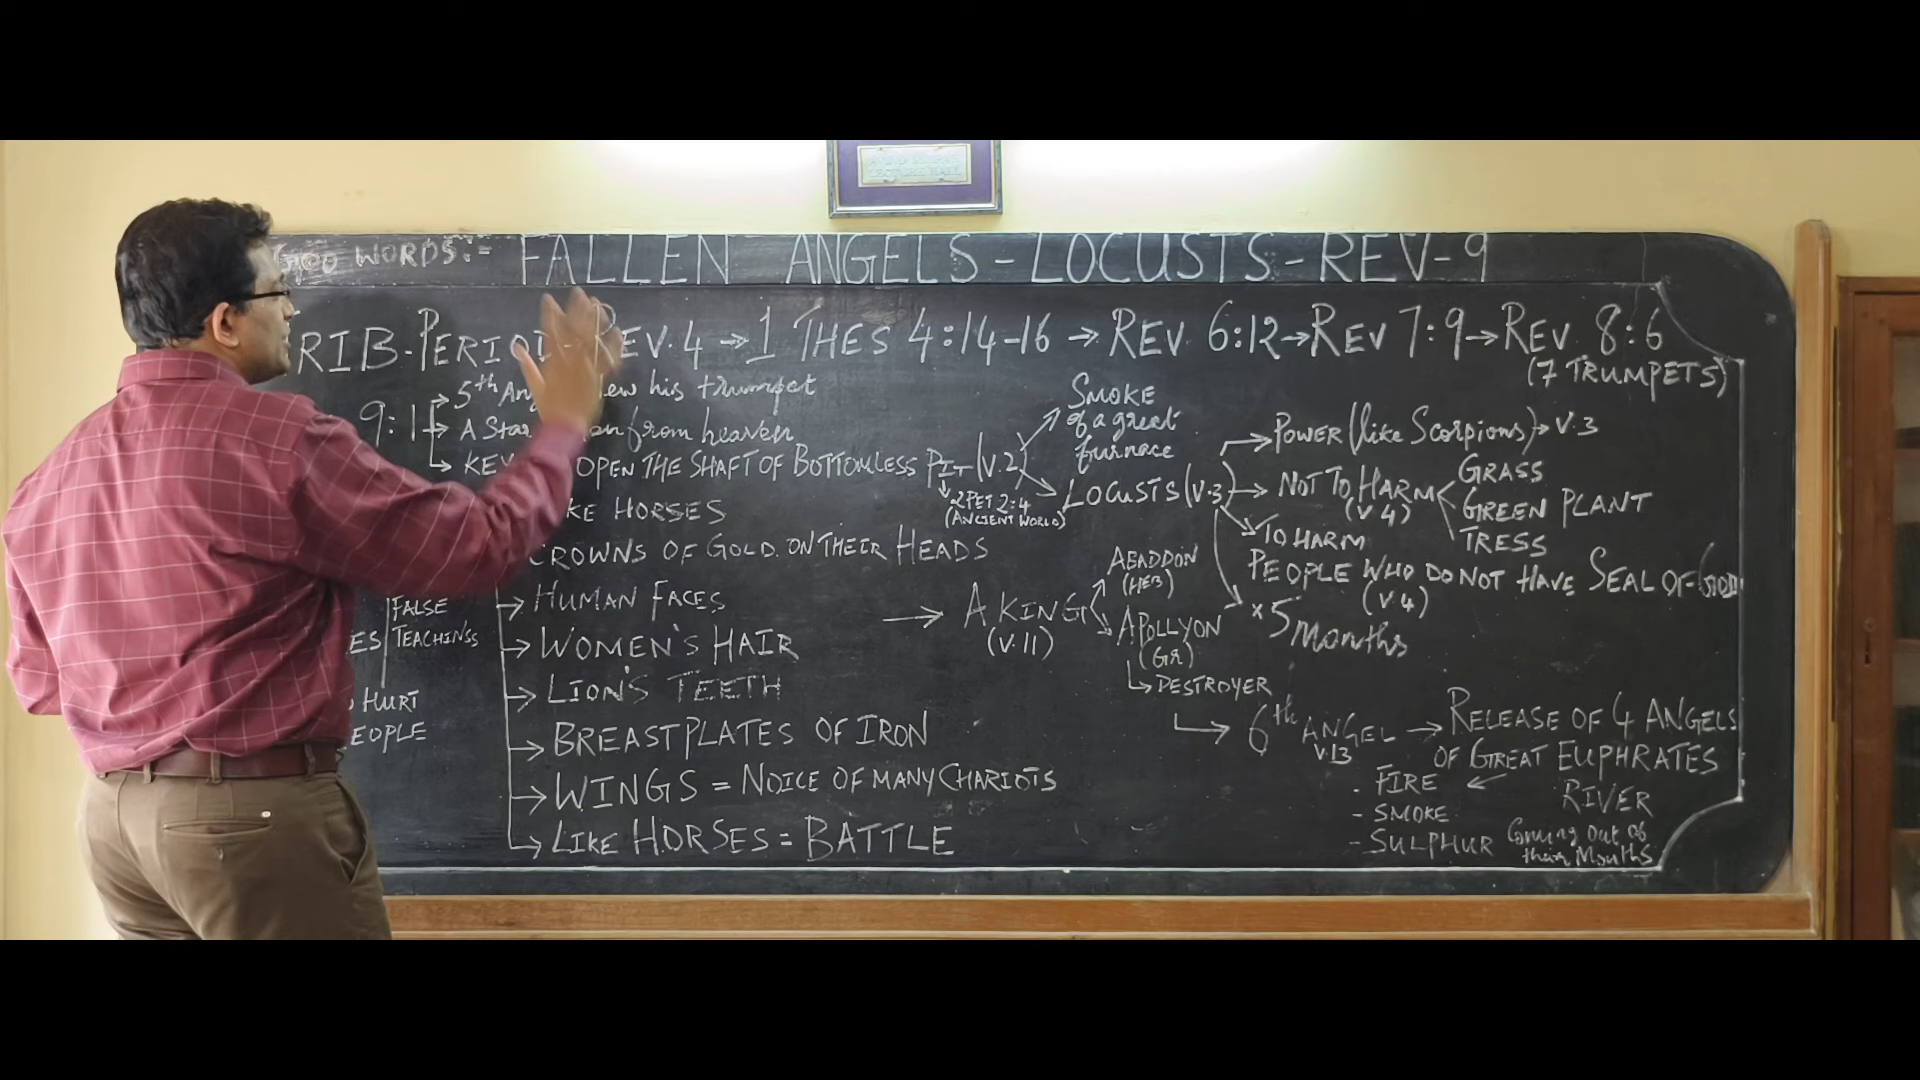 WORDS:- FALLEN ANGELS - LOCUSTS - REV - 9
TRIB-PERIOD - REV. 4 → 1 THES 4:14-16 → REV 6:12 → REV 7:9 → REV 8:6
(7 TRUMPETS)
9:1
5th his trumpet
A Star from heaven
KEY OPEN THE SHAFT OF BOTTOMLESS PIT (V.2)
2 PET 2:4
(ANCIENT WORLD)
SMOKE
of a great
furnace
LOCUSTS (V.3)
POWER (like Scorpions) → V.3
NOT TO HARM
(V.4)
GRASS
GREEN PLANT
TRESS
TO HARM
PEOPLE WHO DO NOT HAVE SEAL OF GOD
(V.4)
* 5 months
KE HORSES
CROWNS OF GOLD. ON THEIR HEADS
→ HUMAN FACES
→ WOMEN'S HAIR
→ LION'S TEETH
→ BREASTPLATES OF IRON
→ WINGS = NOICE OF MANY CHARIOTS
→ LIKE HORSES = BATTLE
ES
FALSE
TEACHINSS
HURT
EOPLE
→ A KING
(V.11)
ABADDON
(HEB)
APOLLYON
(GR)
DESTROYER
→ 6th ANGEL → RELEASE OF 4 ANGELS
V.13
OF GREAT EUPHRATES
RIVER
- FIRE
- SMOKE
- SULPHUR Coming out of
their Mouths